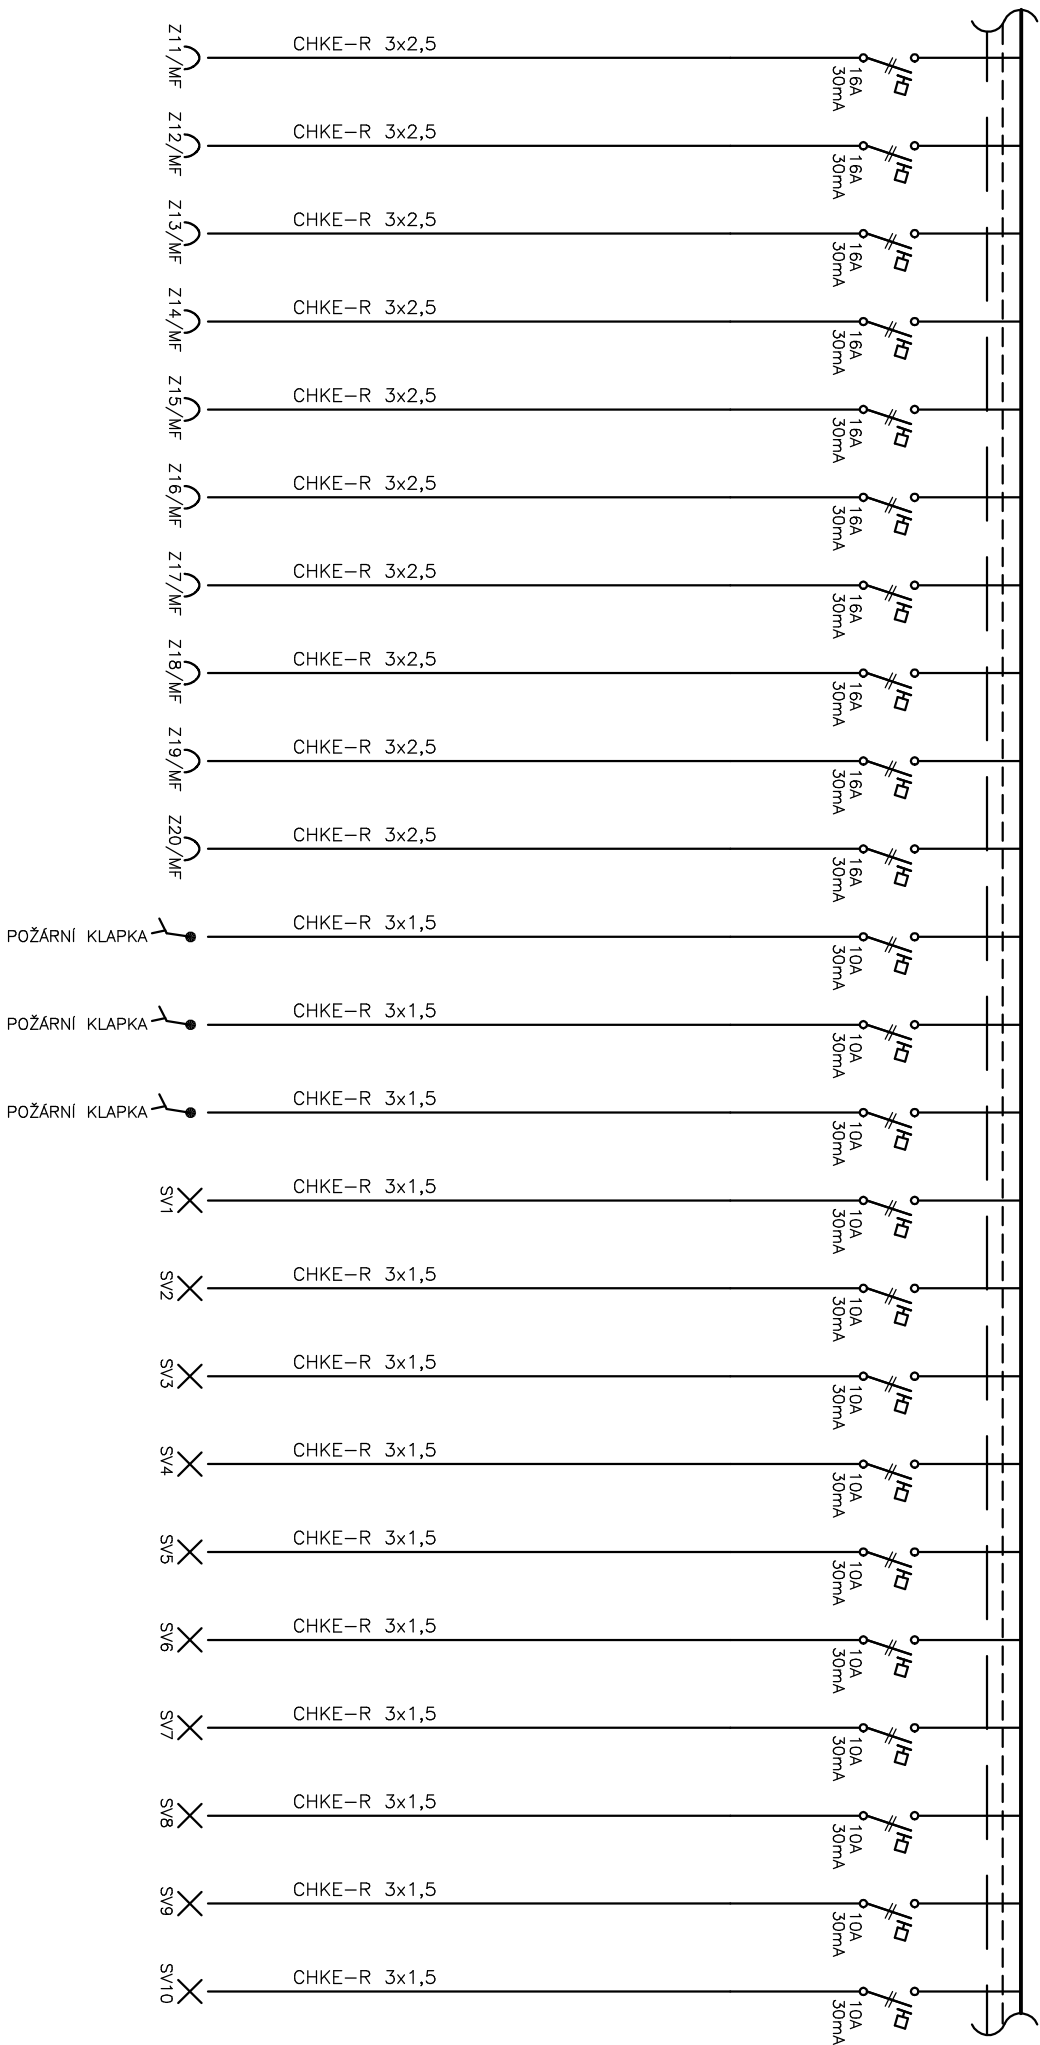 Z11/MF
CHKE-R 3x2,5
16A
30mA
Z12/MF
CHKE-R 3x2,5
16A
30mA
Z13/MF
CHKE-R 3x2,5
16A
30mA
Z14/MF
CHKE-R 3x2,5
16A
30mA
Z15/MF
CHKE-R 3x2,5
16A
30mA
Z16/MF
CHKE-R 3x2,5
16A
30mA
Z17/MF
CHKE-R 3x2,5
16A
30mA
Z18/MF
CHKE-R 3x2,5
16A
30mA
Z19/MF
CHKE-R 3x2,5
16A
30mA
Z20/MF
CHKE-R 3x2,5
16A
30mA
POŽÁRNÍ KLAPKA
CHKE-R 3x1,5
10A
30mA
POŽÁRNÍ KLAPKA
CHKE-R 3x1,5
10A
30mA
POŽÁRNÍ KLAPKA
CHKE-R 3x1,5
10A
30mA
SV1
CHKE-R 3x1,5
10A
30mA
SV2
CHKE-R 3x1,5
10A
30mA
SV3
CHKE-R 3x1,5
10A
30mA
SV4
CHKE-R 3x1,5
10A
30mA
SV5
CHKE-R 3x1,5
10A
30mA
SV6
CHKE-R 3x1,5
10A
30mA
SV7
CHKE-R 3x1,5
10A
30mA
SV8
CHKE-R 3x1,5
10A
30mA
SV9
CHKE-R 3x1,5
10A
30mA
SV10
CHKE-R 3x1,5
10A
30mA